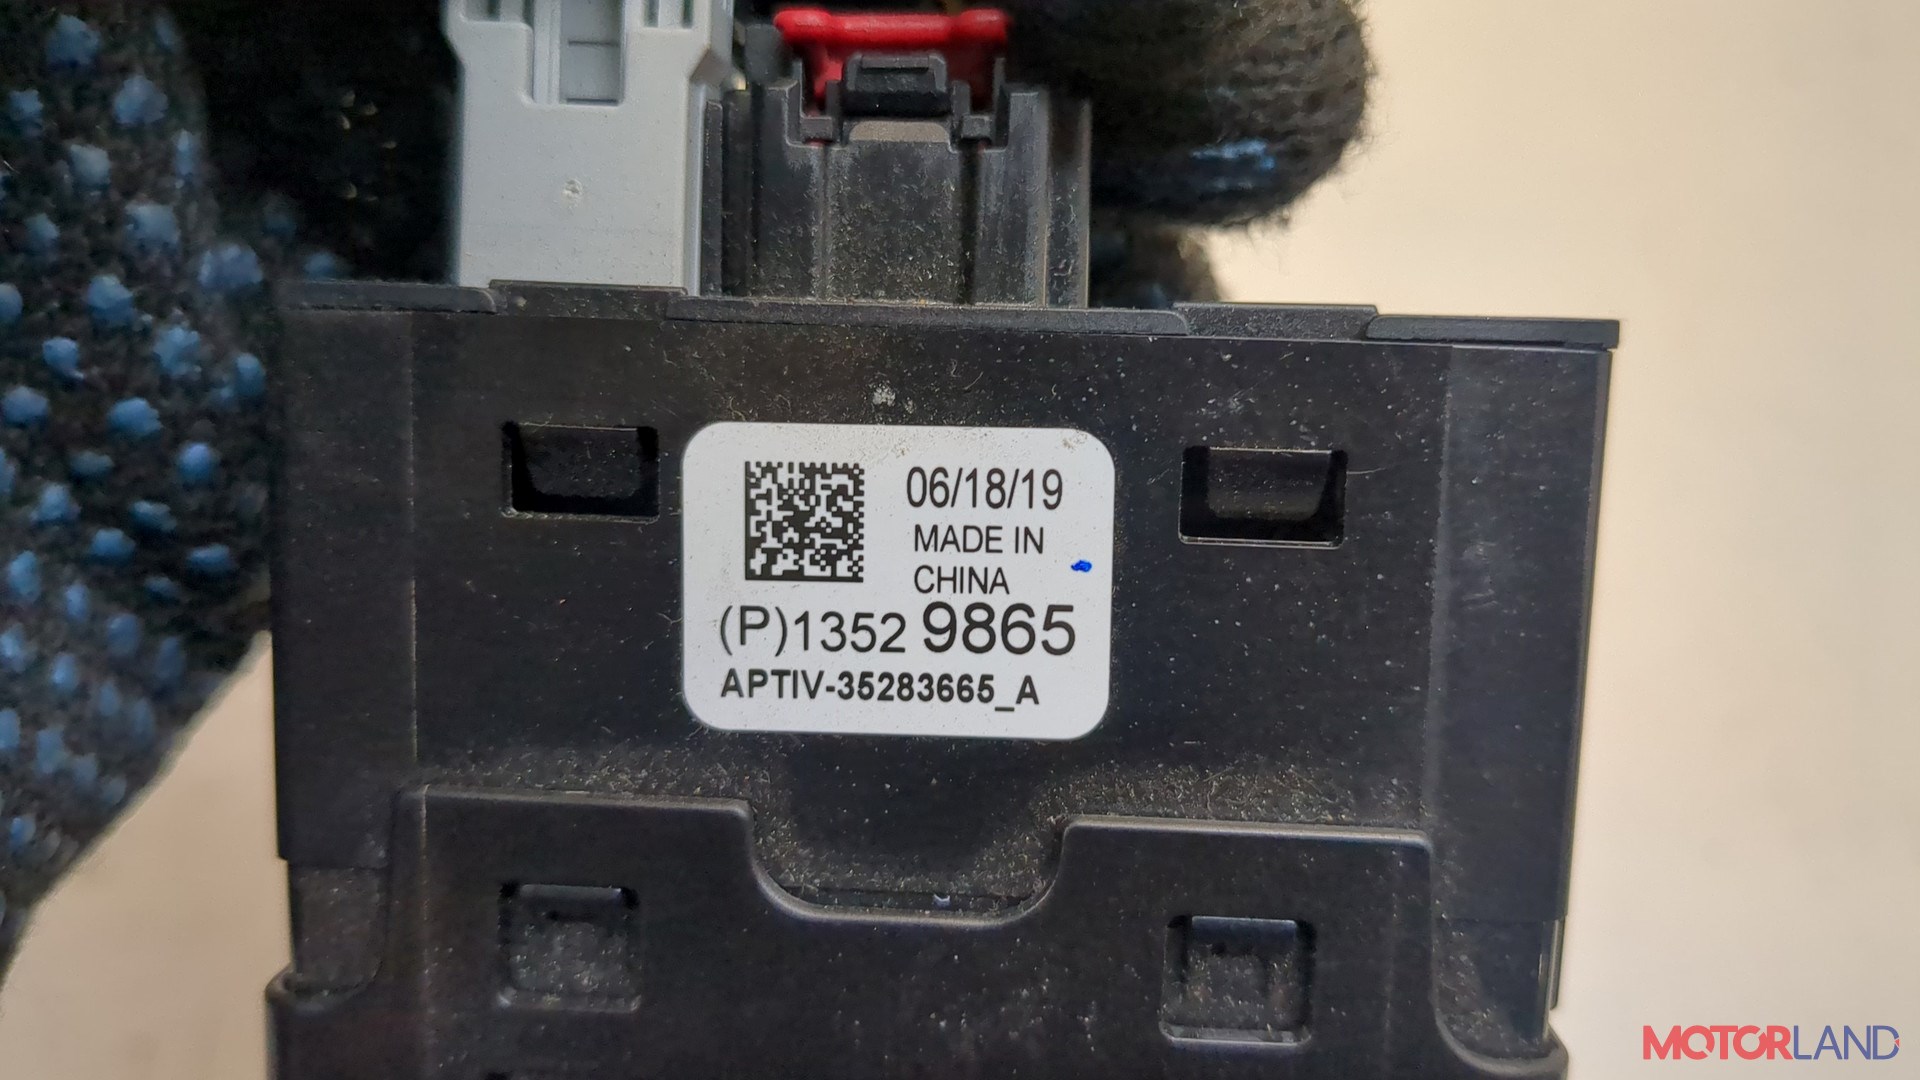 06/18/19
MADE IN
CHINA
(P)1352 9865
APTIV-35283665_A
MOTORLAND